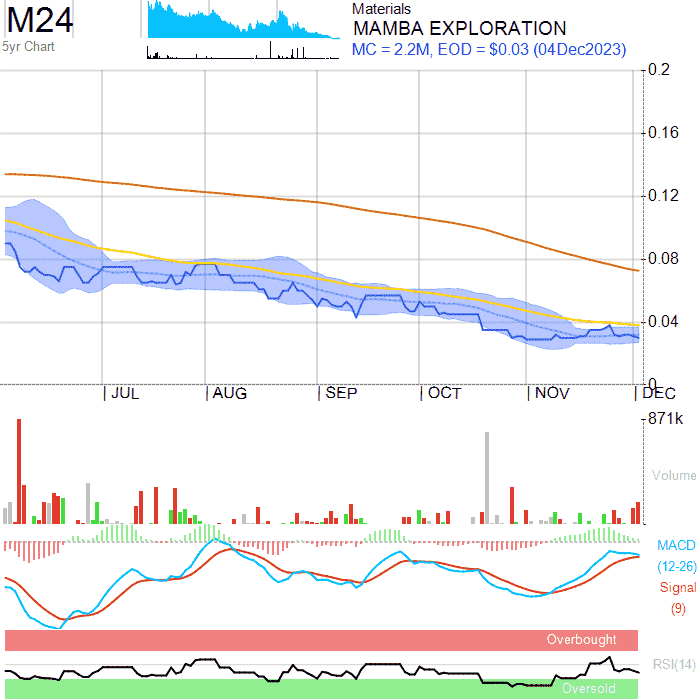 M24
5yr Chart
Materials
MAMBA EXPLORATION
MC = 2.2M, EOD = $0.03 (04Dec2023)
0.2
0.16
0.12
0.08
0.04
0
JUL
AUG
SEP
OCT
NOV
DEC
871k
Volume
MACD
(12-26)
Signal
(9)
Overbought
RSI(14)
Oversold